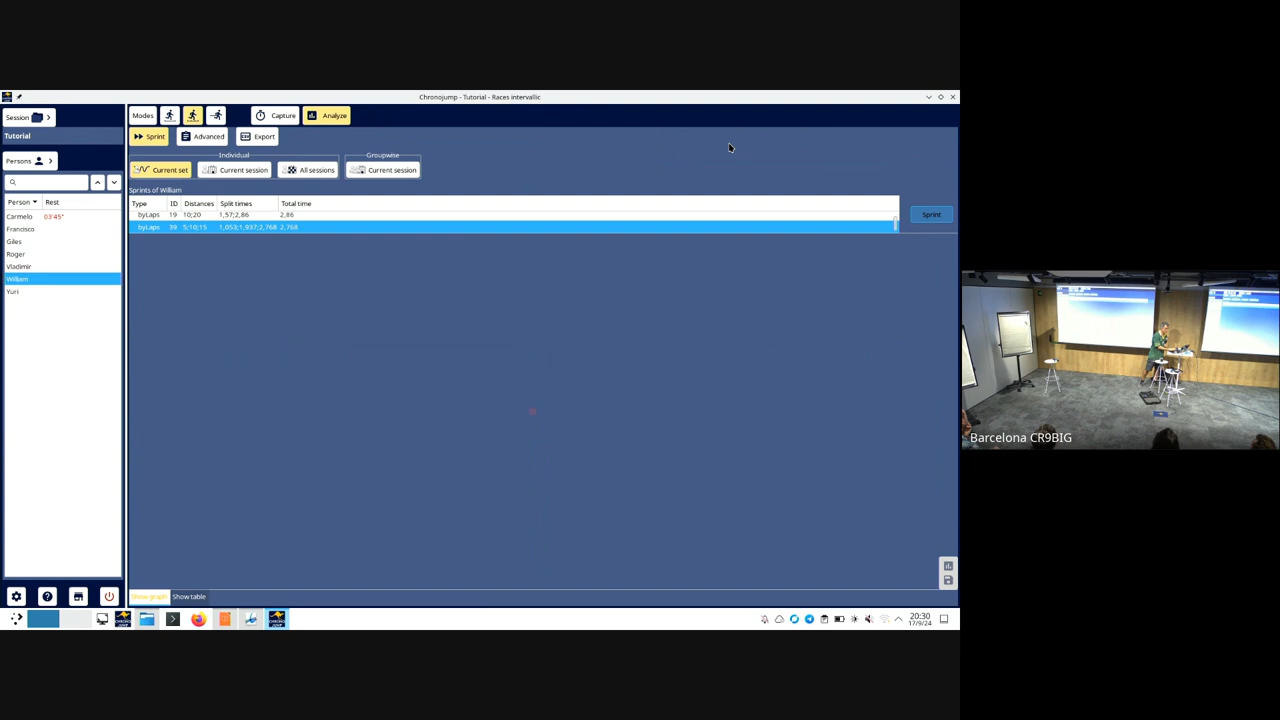 Chronojump - Tutorial - Races intervallic
Session
Modes
Capture
Analyze
Tutorial
Sprint
Advanced
Export
Persons
Individual
Groupwise
Current set
Current session
All sessions
Current session
Sprints of William
Person Rest
Type ID Distances Split times Total time
Carmelo 03'45"
byLaps 19 10;20 1,57;2,86 2,86
Sprint
Francisco
byLaps 39 5;10;15 1,053;1,937;2,768 2,768
Giles
Roger
Vladimir
William
Yuri
Barcelona CR9BIG
Show graph
Show table
20:30
17/9/24